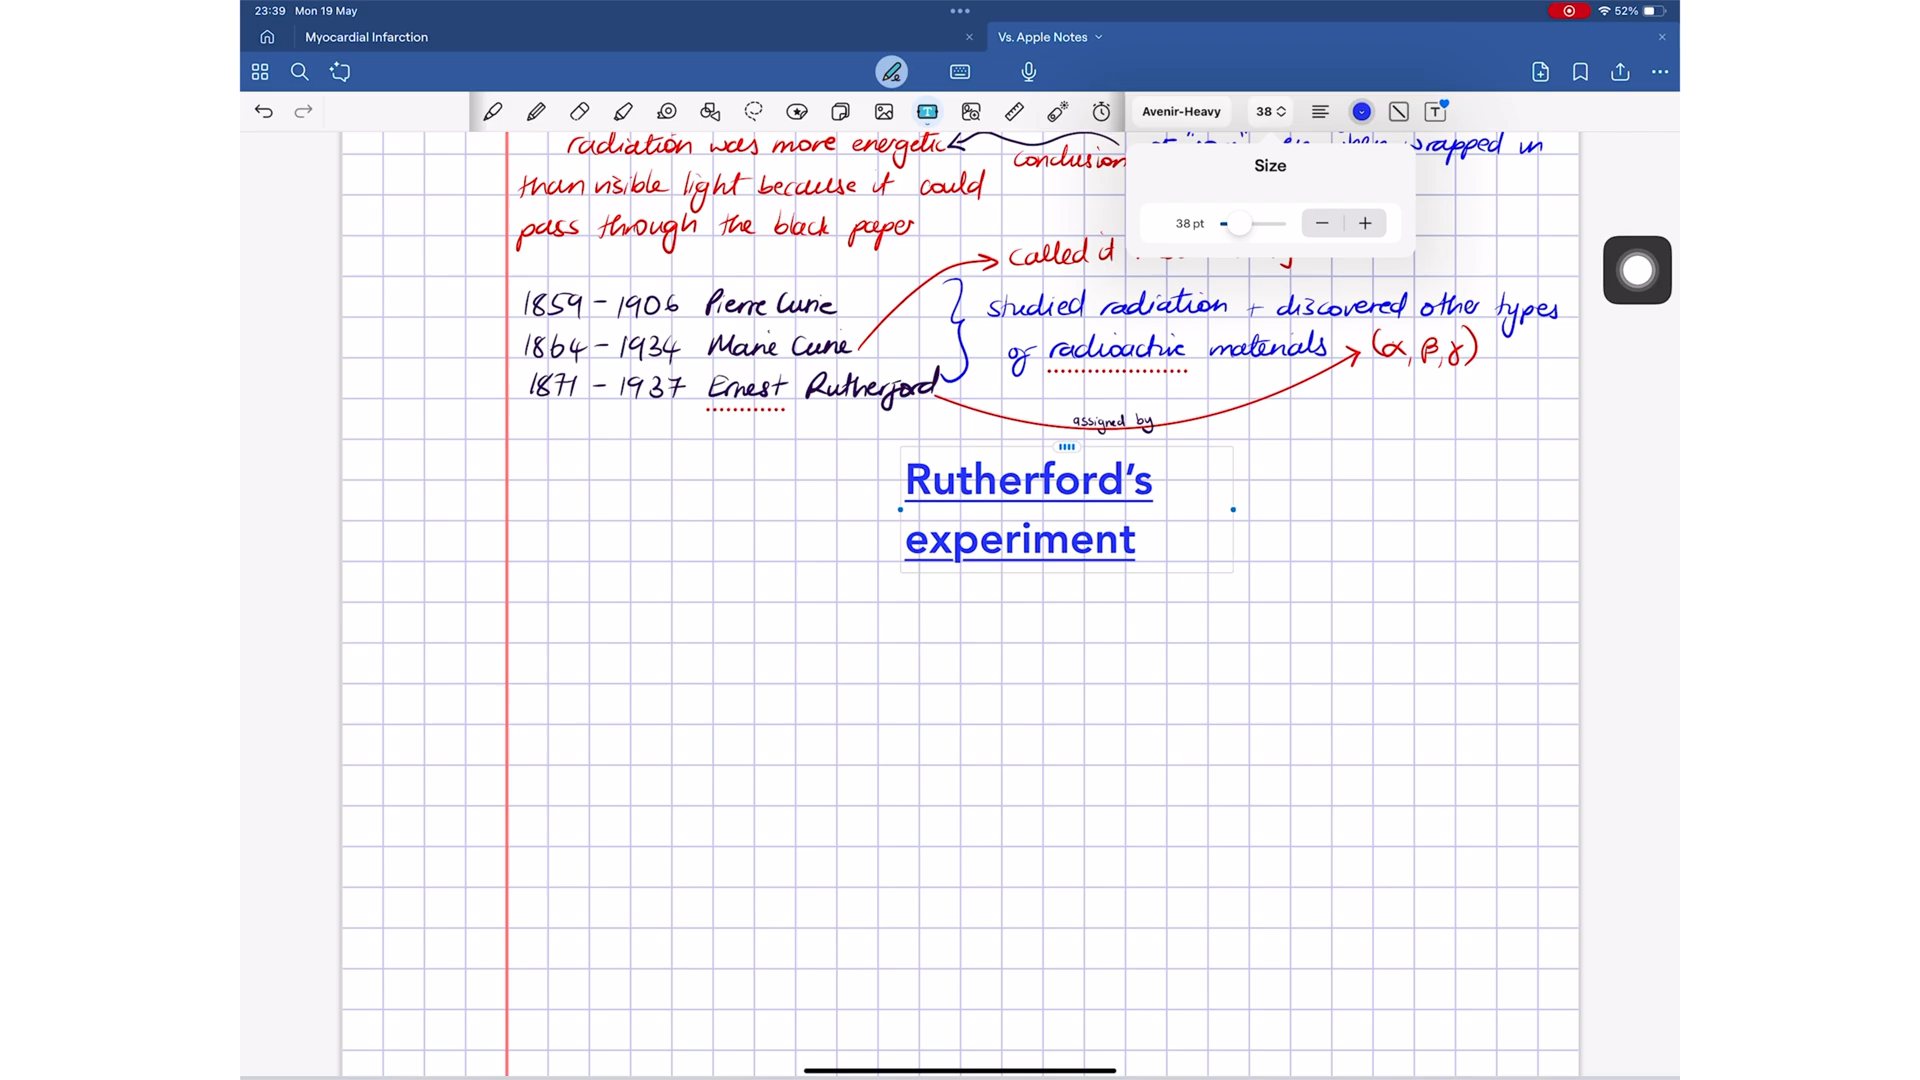 23:39 Mon 19 May
52%
Myocardial Infarction
Vs. Apple Notes
Avenir-Heavy 38
Size
38 pt
radiation was more energetic
than visible light because it could
pass through the black paper
conclusion
wrapped in
called it
1859 - 1906 Pierre Curie
1864 - 1934 Marie Curie
1871 - 1937 Ernest Rutherford
studied radiation + discovered other types
of radioactive materials
(α, β, γ)
assigned by
Rutherford's
experiment